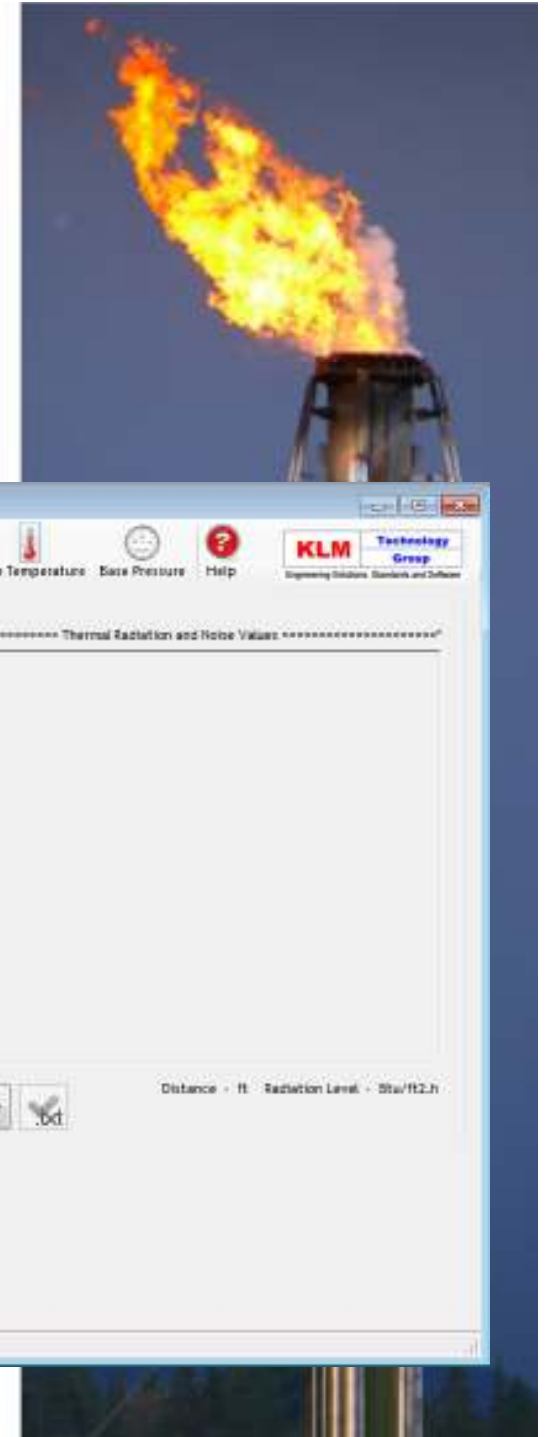 KLM Technology
Group
Engineering Solutions, Standards and Software
Temperature Base Pressure Help
Thermal Radiation and Noise Values
Distance - ft Radiation Level - Btu/ft2.h
.txt